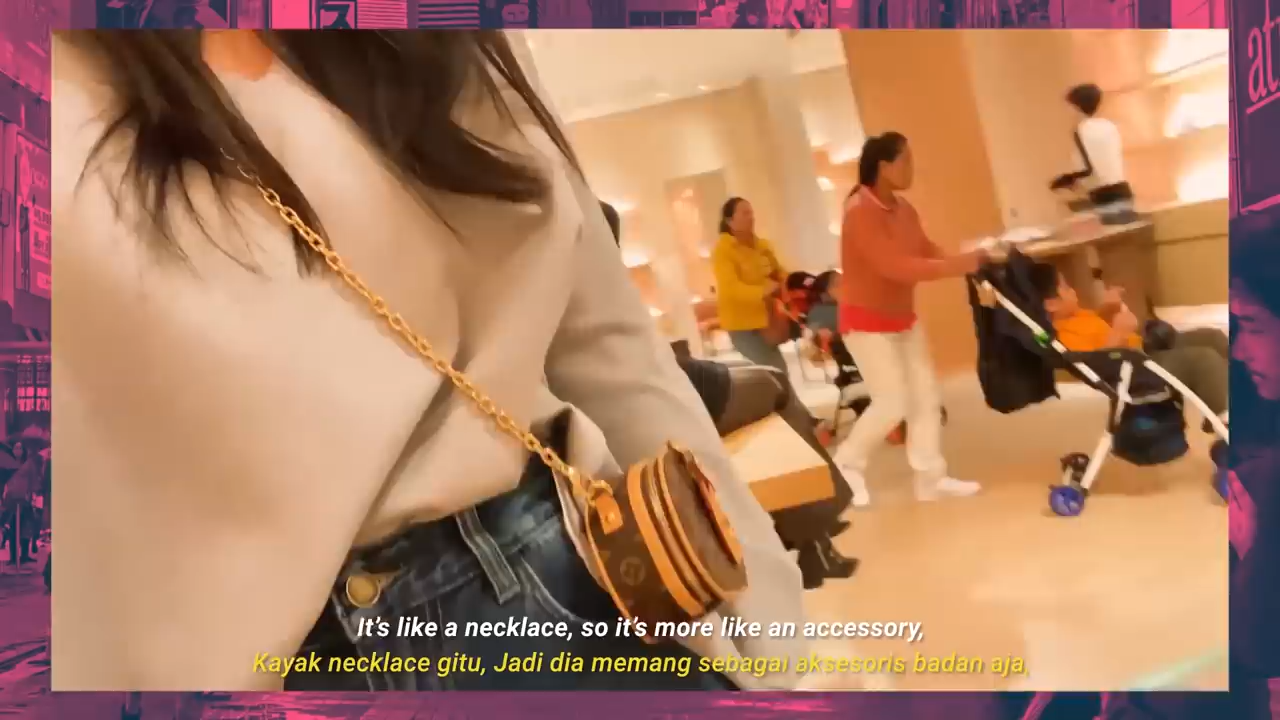 at
It's like a necklace, so it's more like an accessory,
Kayak necklace gitu, Jadi dia memang sebagai aksesoris badan aja,